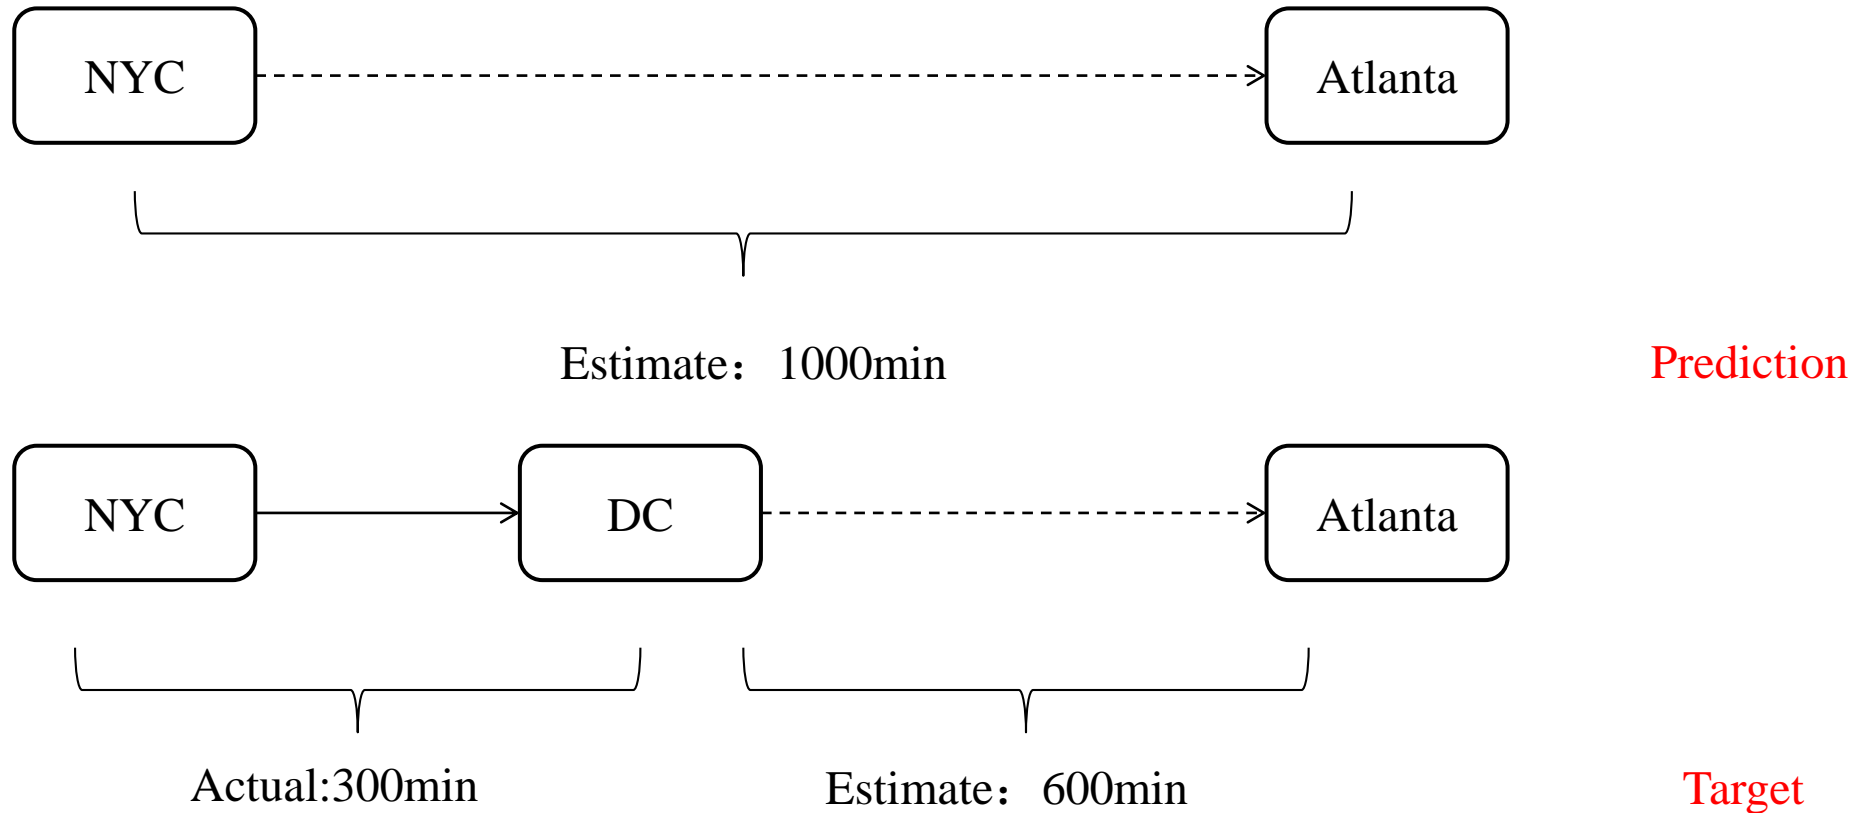 NYC
Atlanta
Estimate：1000min
Prediction
NYC
DC
Atlanta
Actual:300min
Estimate：600min
Target